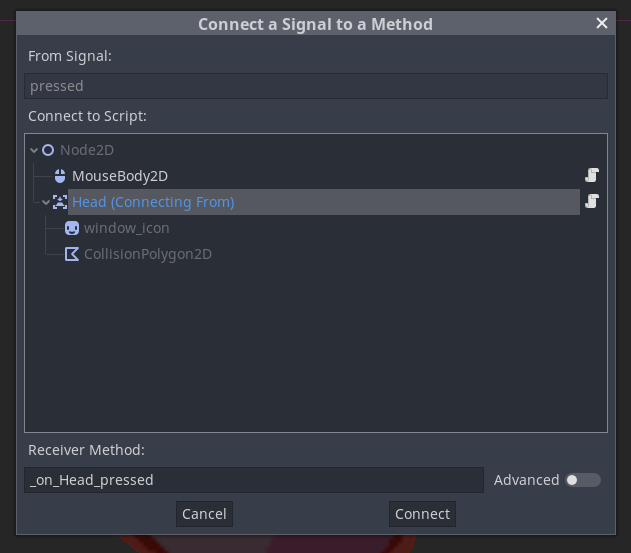 Connect a Signal to a Method
From Signal:
pressed
Connect to Script:
Node2D
MouseBody2D
Head (Connecting From)
window_icon
CollisionPolygon2D
Receiver Method:
_on_Head_pressed
Advanced
Cancel
Connect